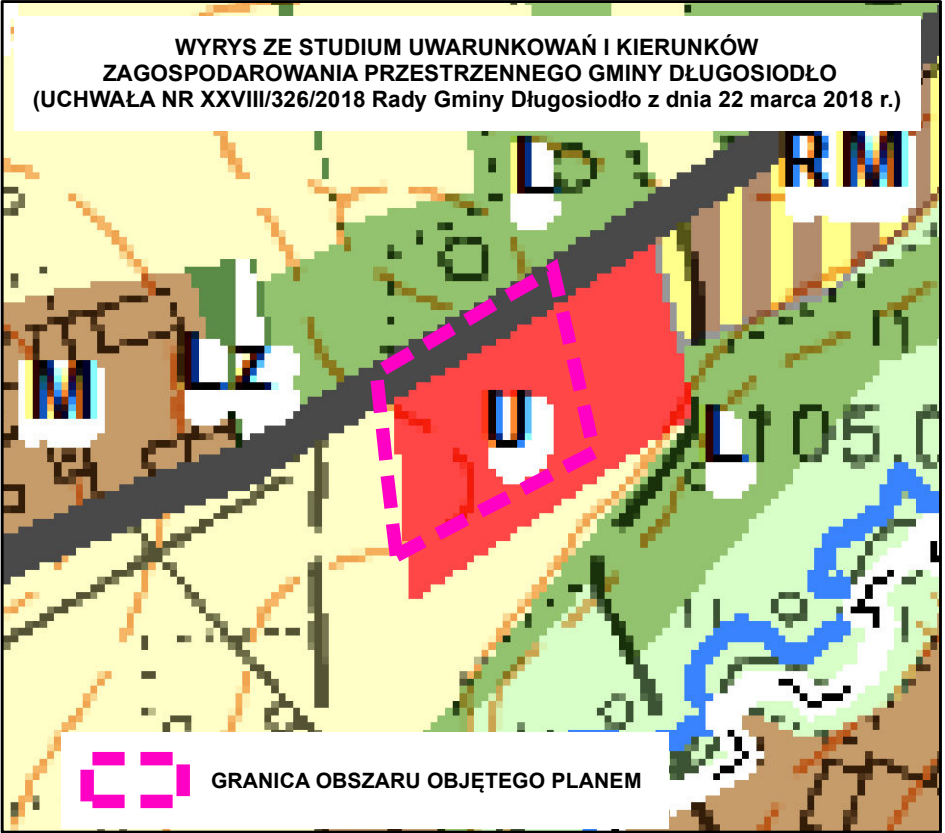 WYRYS ZE STUDIUM UWARUNKOWAŃ I KIERUNKÓW
ZAGOSPODAROWANIA PRZESTRZENNEGO GMINY DŁUGOSIODŁO
(UCHWAŁA NR XXVIII/326/2018 Rady Gminy Długosiodło z dnia 22 marca 2018 r.)
L
RM
LZ
M
U
L
105.0
GRANICA OBSZARU OBJĘTEGO PLANEM